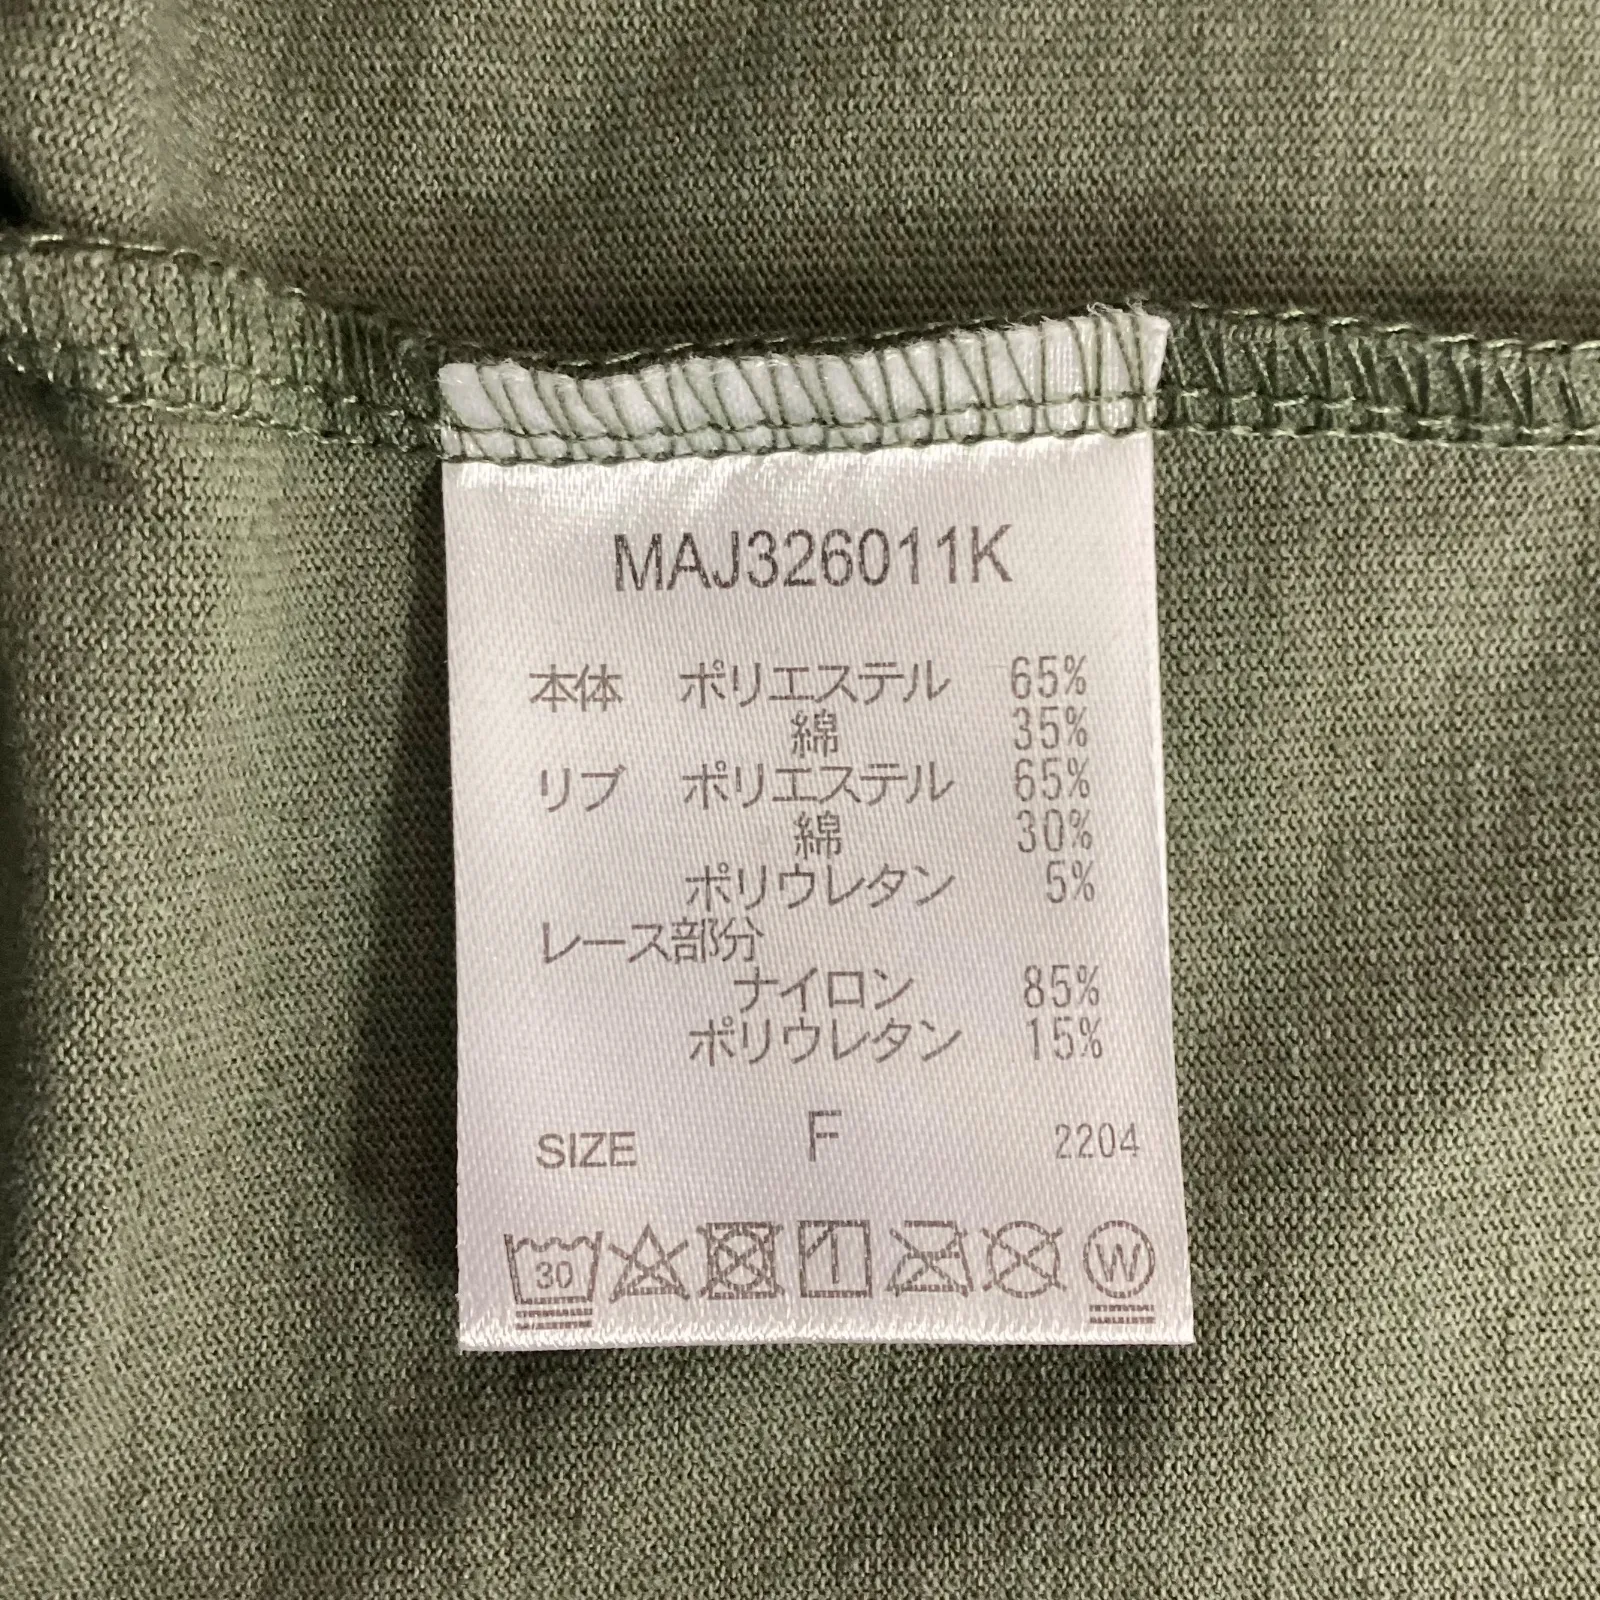 MAJ326011K
本体 ポリエステル 65%
綿 35%
リブ ポリエステル 65%
綿 30%
ポリウレタン 5%
レース部分
ナイロン 85%
ポリウレタン 15%
SIZE F 2204
30 W